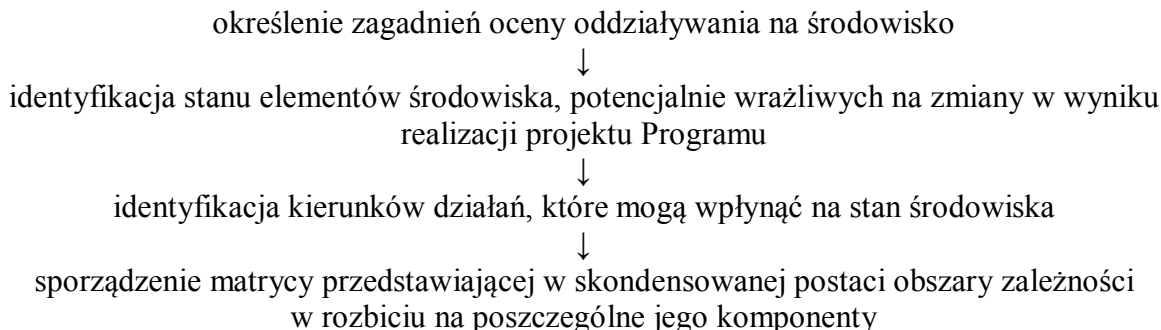 określenie zagadnień oceny oddziaływania na środowisko
↓
identyfikacja stanu elementów środowiska, potencjalnie wrażliwych na zmiany w wyniku
realizacji projektu Programu
↓
identyfikacja kierunków działań, które mogą wpłynąć na stan środowiska
↓
sporządzenie matrycy przedstawiającej w skondensowanej postaci obszary zależności
w rozbiciu na poszczególne jego komponenty